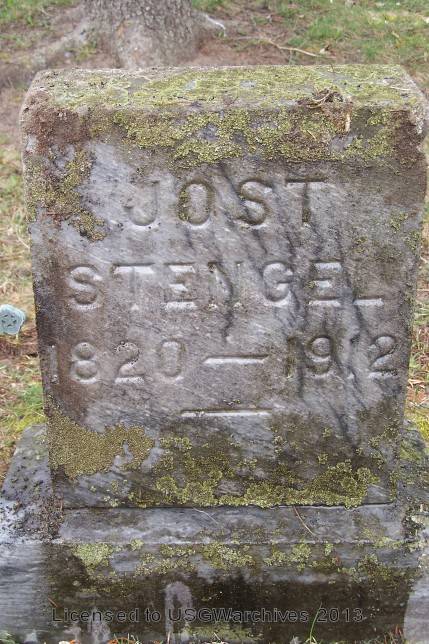 JOST
STENGEL
1820 — 1912
Licensed to USGWarchives 2013